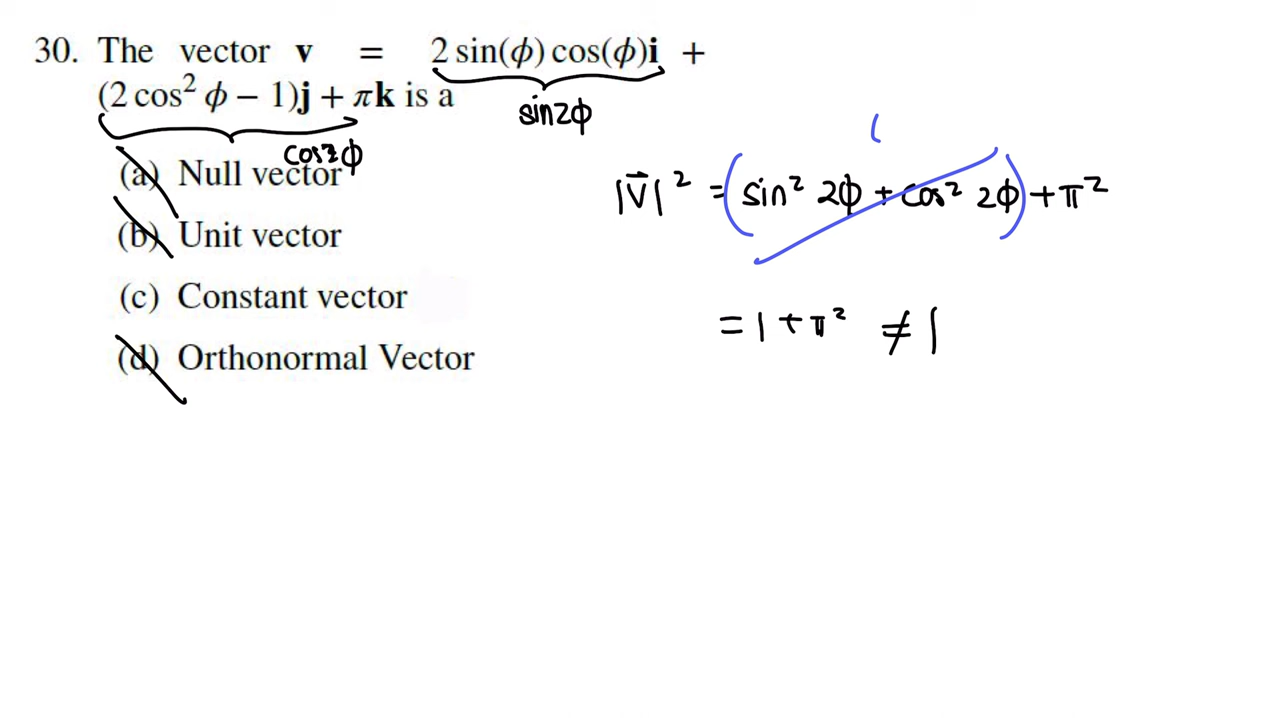 30. The vector v = 2 sin(ϕ) cos(ϕ)i +
(2 cos² ϕ − 1)j + πk is a
sin2ϕ
cos2ϕ
(a) Null vector
(b) Unit vector
(c) Constant vector
(d) Orthonormal Vector
|V⃗|² = (sin² 2ϕ + cos² 2ϕ) + π²
= 1 + π² ≠ 1